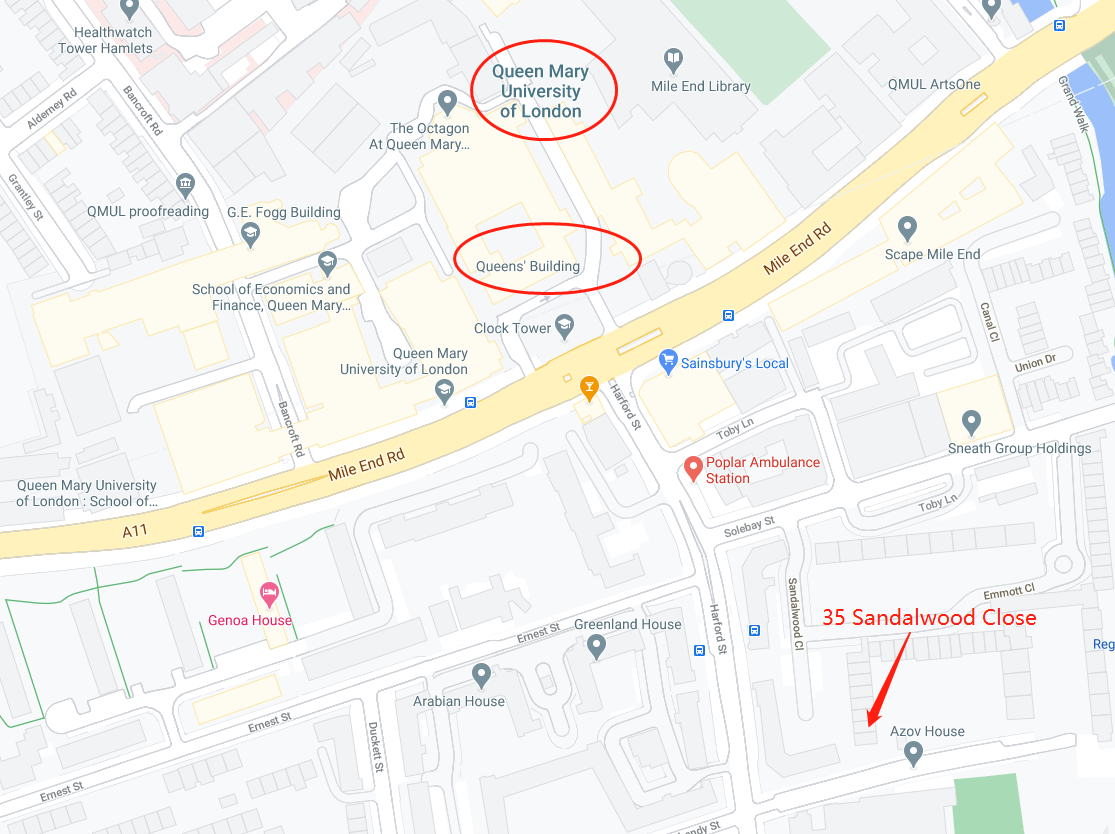 Healthwatch
Tower Hamlets
Alderney Rd
Bancroft Rd
Grantley St
Queen Mary
University
of London
Mile End Library
QMUL ArtsOne
Grand Walk
The Octagon
At Queen Mary...
QMUL proofreading
G.E. Fogg Building
Mile End Rd
Scape Mile End
Queens' Building
School of Economics and
Finance, Queen Mary...
Clock Tower
Canal Cl
Queen Mary
University of London
Sainsbury's Local
Union Dr
Harford St
Bancroft Rd
Toby Ln
Sneath Group Holdings
Mile End Rd
Poplar Ambulance
Station
Queen Mary University
of London : School of...
A11
Toby Ln
Solebay St
Genoa House
Sandalwood Cl
Emmott Cl
35 Sandalwood Close
Harford St
Greenland House
Ernest St
Reg
Arabian House
Ernest St
Duckett St
Azov House
Ernest St